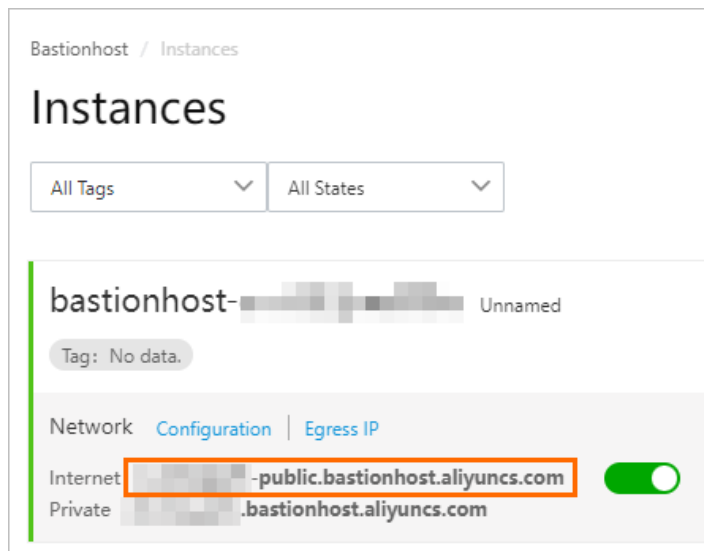 Bastionhost / Instances
Instances
All Tags All States
bastionhost- Unnamed
Tag: No data.
Network Configuration | Egress IP
Internet -public.bastionhost.aliyuncs.com
Private .bastionhost.aliyuncs.com